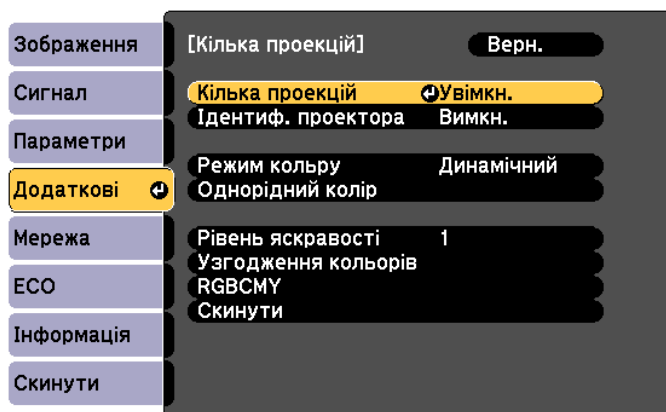 Зображення
Сигнал
Параметри
Додаткові
Мережа
ECO
Інформація
Скинути
[Кілька проекцій] Верн.
Кілька проекцій Увімкн.
Ідентиф. проектора Вимкн.
Режим кольру Динамічний
Однорідний колір
Рівень яскравості 1
Узгодження кольорів
RGBCMY
Скинути